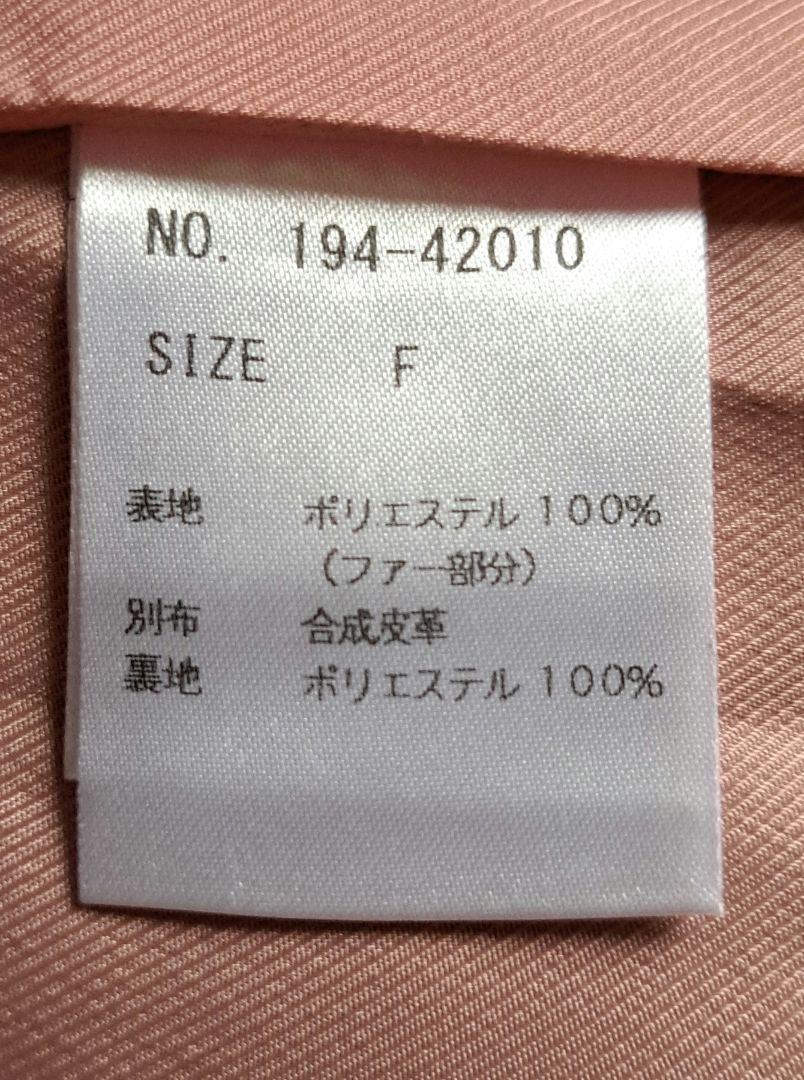 NO. 194-42010
SIZE F
表地 ポリエステル 100%
(ファー部分)
別布 合成皮革
裏地 ポリエステル 100%